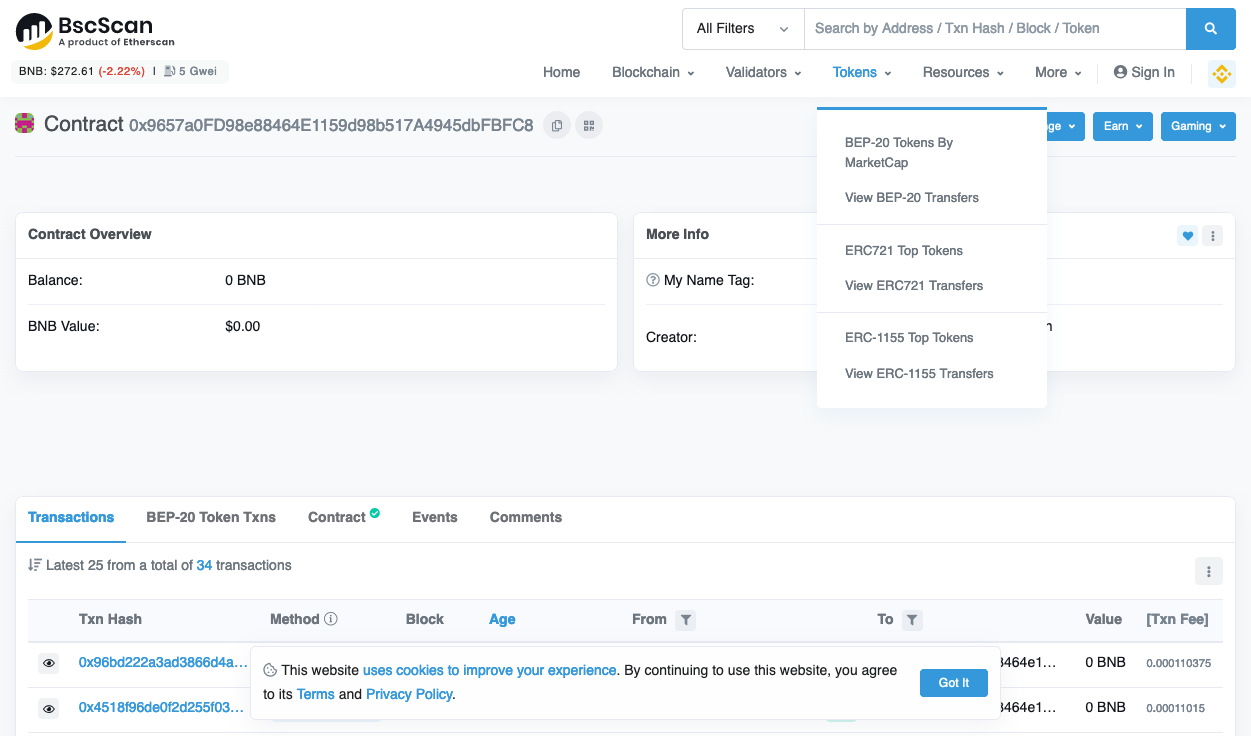 BscScan
A product of Etherscan
All Filters
Search by Address / Txn Hash / Block / Token
BNB: $272.61 (-2.22%) | 5 Gwei
Home Blockchain Validators Tokens Resources More Sign In
Contract 0x9657a0FD98e88464E1159d98b517A4945dbFBFC8
Earn Gaming
BEP-20 Tokens By
MarketCap
View BEP-20 Transfers
ERC721 Top Tokens
View ERC721 Transfers
ERC-1155 Top Tokens
View ERC-1155 Transfers
Contract Overview
Balance: 0 BNB
BNB Value: $0.00
More Info
My Name Tag:
Creator:
Transactions BEP-20 Token Txns Contract Events Comments
Latest 25 from a total of 34 transactions
Txn Hash Method Block Age From To Value [Txn Fee]
0x96bd222a3ad3866d4a... 3464e1... 0 BNB 0.000110375
0x4518f96de0f2d255f03... 3464e1... 0 BNB 0.00011015
This website uses cookies to improve your experience. By continuing to use this website, you agree
to its Terms and Privacy Policy.
Got It